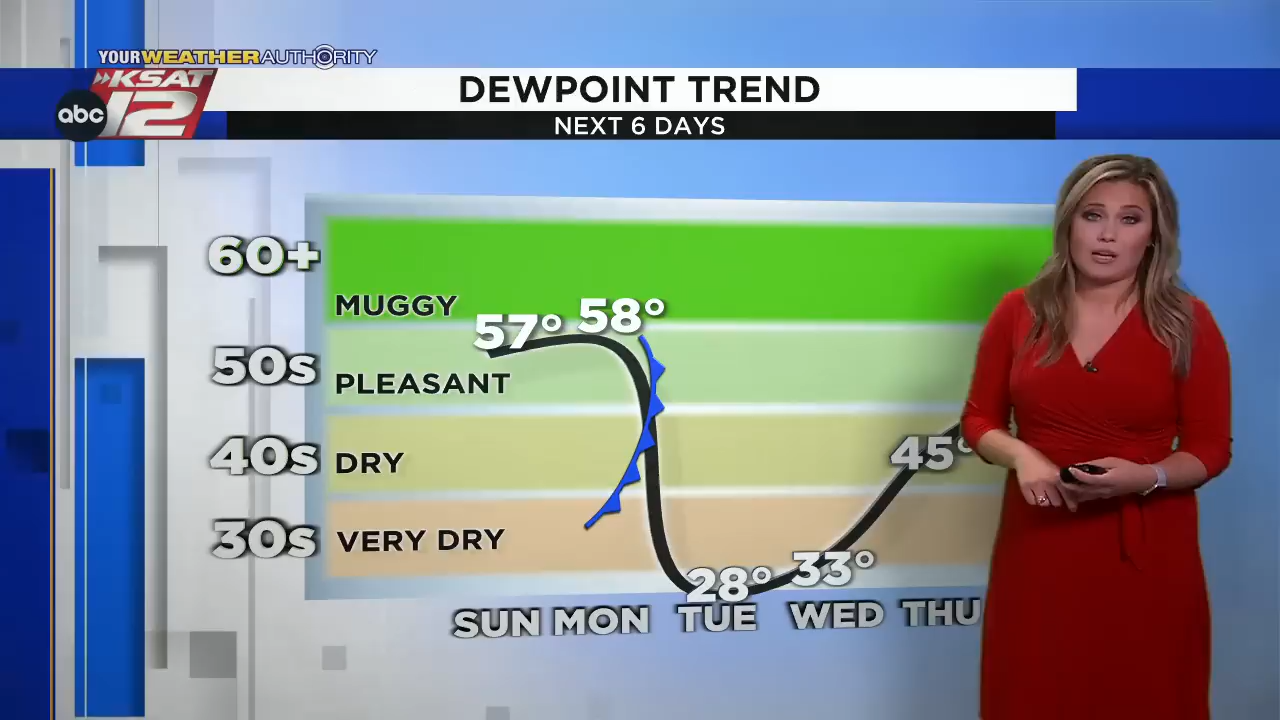 YOURWEATHERAUTHORITY
KSAT
abc 12
DEWPOINT TREND
NEXT 6 DAYS
60+
MUGGY
57° 58°
50s
PLEASANT
40s
DRY
45°
30s
VERY DRY
28° 33°
SUN MON TUE WED THU